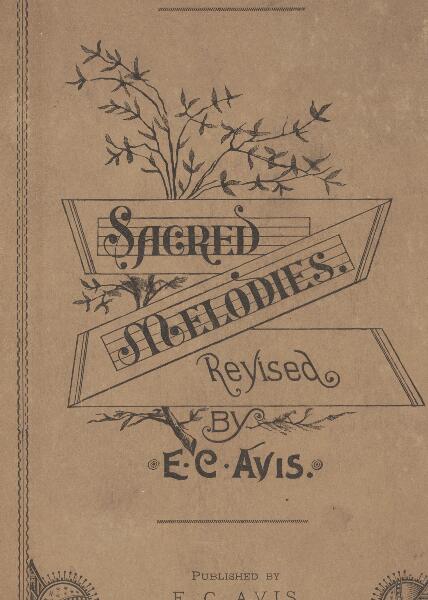 SACRED
MELODIES.
Revised
BY
E. C. AVIS.
PUBLISHED BY
E. C. AVIS